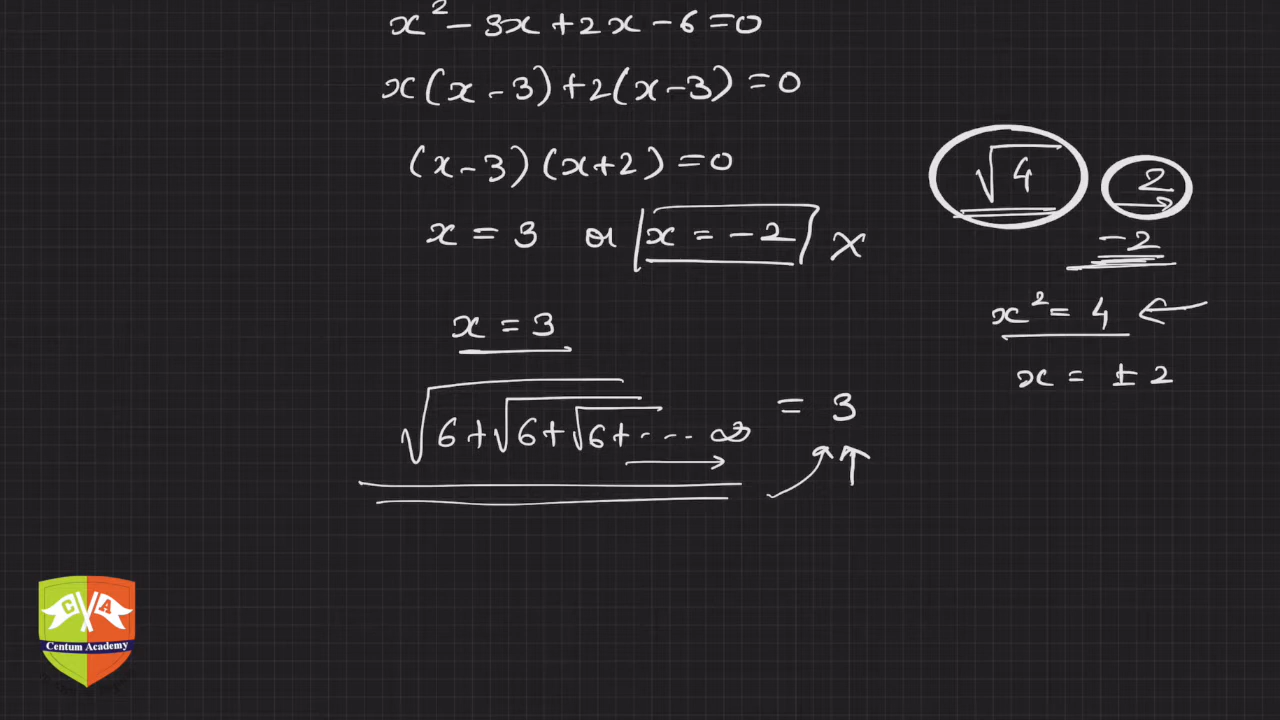 x² - 3x + 2x - 6 = 0
x(x - 3) + 2(x - 3) = 0
(x - 3)(x + 2) = 0
x = 3 or x = -2 ×
x = 3
√(6 + √(6 + √(6 + .... ∞ = 3
√4 2
-2
x² = 4 ←
x = ± 2
C A
Centum Academy